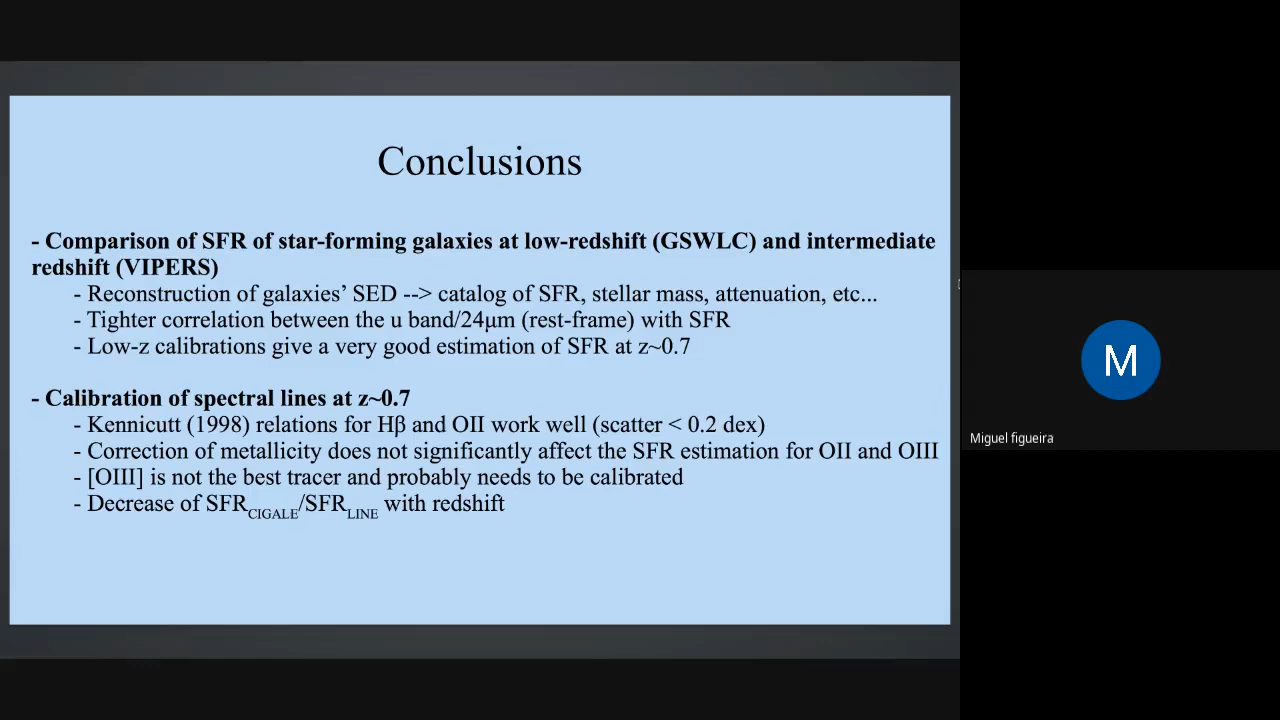 Conclusions
- Comparison of SFR of star-forming galaxies at low-redshift (GSWLC) and intermediate
redshift (VIPERS)
- Reconstruction of galaxies’ SED --> catalog of SFR, stellar mass, attenuation, etc...
- Tighter correlation between the u band/24μm (rest-frame) with SFR
- Low-z calibrations give a very good estimation of SFR at z~0.7
- Calibration of spectral lines at z~0.7
- Kennicutt (1998) relations for Hβ and OII work well (scatter < 0.2 dex)
- Correction of metallicity does not significantly affect the SFR estimation for OII and OIII
- [OIII] is not the best tracer and probably needs to be calibrated
- Decrease of SFRCIGALE/SFRLINE with redshift
M
Miguel figueira